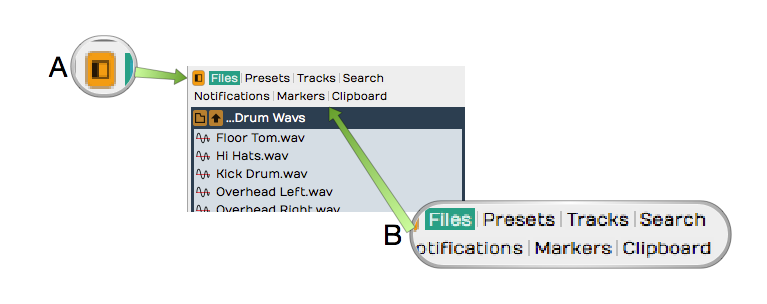 A
Files Presets Tracks Search
Notifications Markers Clipboard
...Drum Wavs
Floor Tom.wav
Hi Hats.wav
Kick Drum.wav
Overhead Left.wav
Overhead Right.wav
B
Files Presets Tracks Search
otifications Markers Clipboard